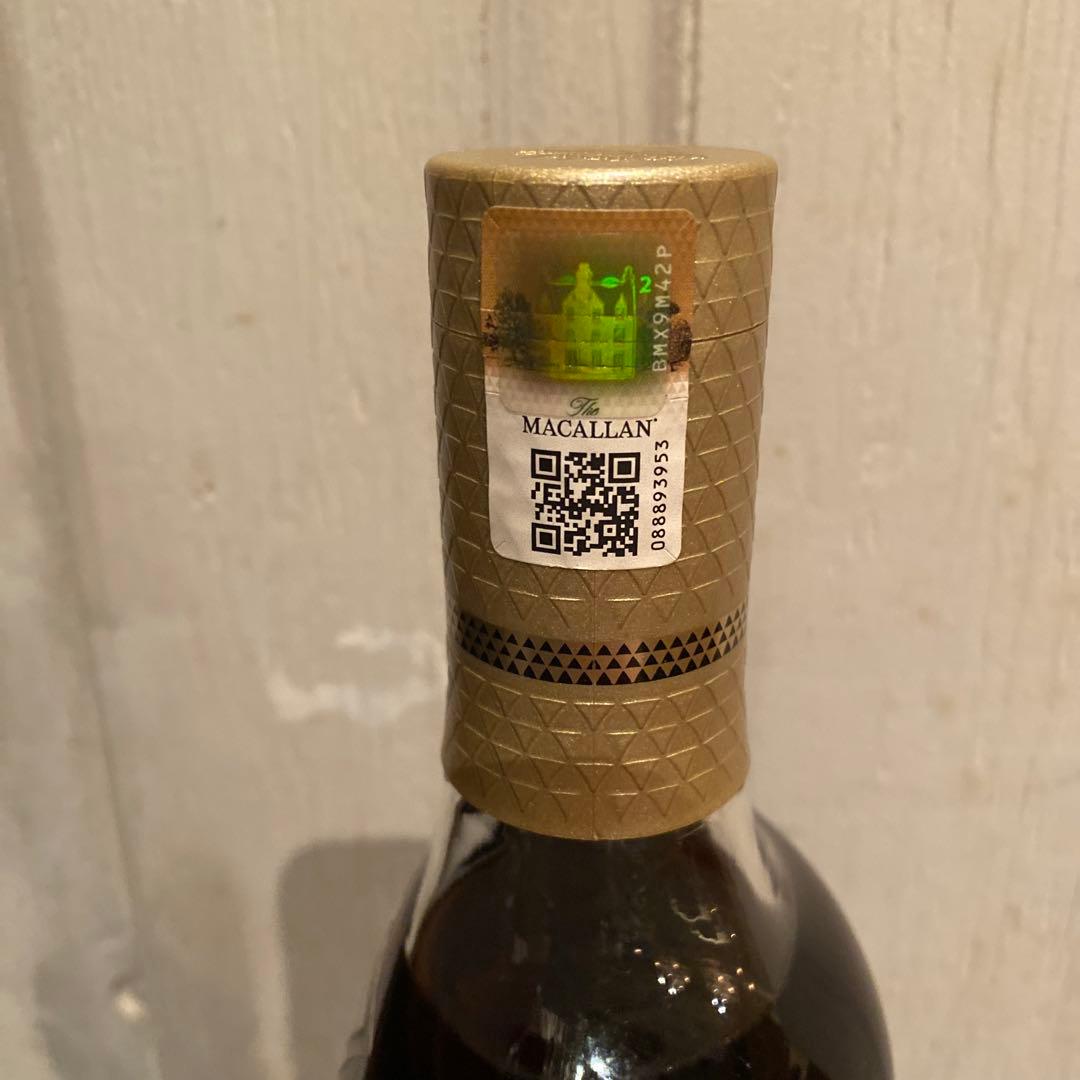 2
BMX9M42P
The
MACALLAN
088893953